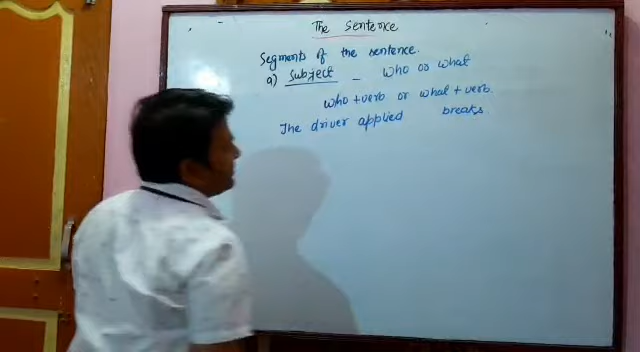 The Sentence
Segments of the sentence.
a) Subject – who or what
who + verb or what + verb.
The driver applied breaks.